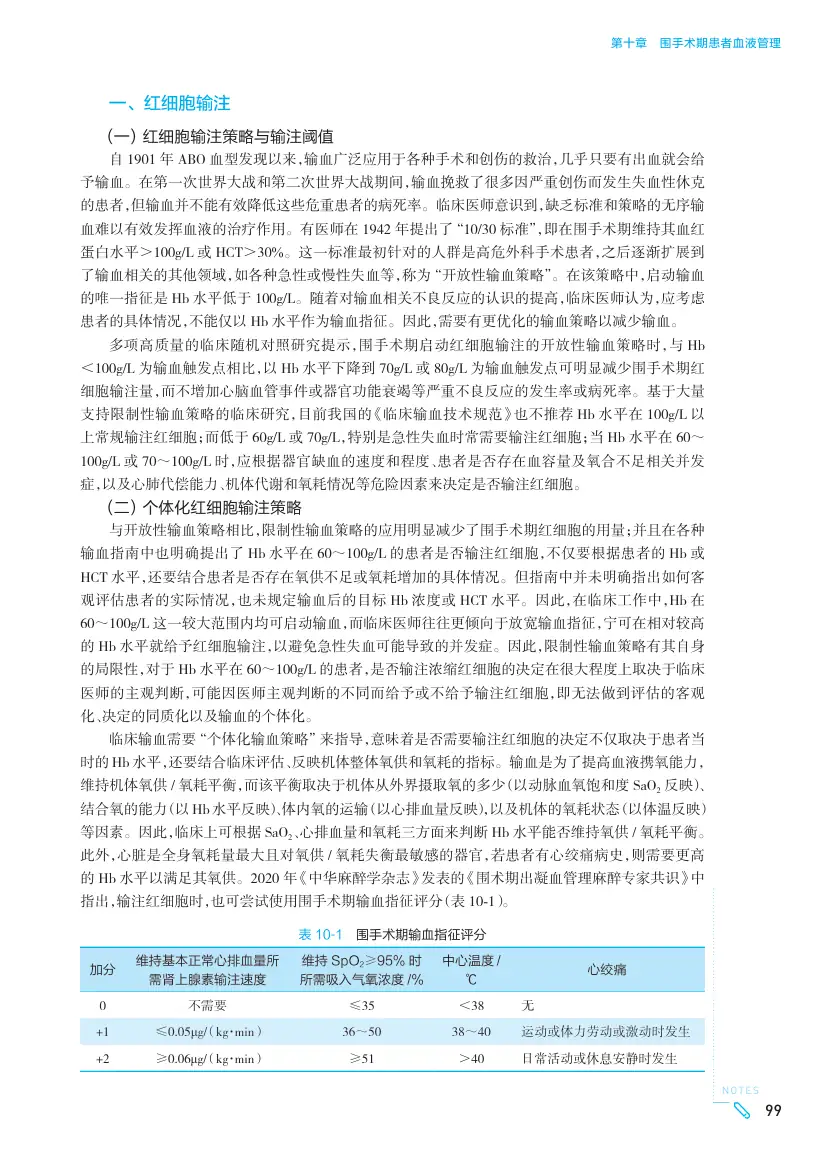 第十章　围手术期患者血液管理
一、红细胞输注
（一）红细胞输注策略与输注阈值
自 1901 年 ABO 血型发现以来，输血广泛应用于各种手术和创伤的救治，几乎只要有出血就会给
予输血。在第一次世界大战和第二次世界大战期间，输血挽救了很多因严重创伤而发生失血性休克
的患者，但输血并不能有效降低这些危重患者的病死率。临床医师意识到，缺乏标准和策略的无序输
血难以有效发挥血液的治疗作用。有医师在 1942 年提出了“10/30 标准”，即在围手术期维持其血红
蛋白水平＞100g/L 或 HCT＞30%。这一标准最初针对的人群是高危外科手术患者，之后逐渐扩展到
了输血相关的其他领域，如各种急性或慢性失血等，称为“开放性输血策略”。在该策略中，启动输血
的唯一指征是 Hb 水平低于 100g/L。随着对输血相关不良反应的认识的提高，临床医师认为，应考虑
患者的具体情况，不能仅以 Hb 水平作为输血指征。因此，需要有更优化的输血策略以减少输血。
多项高质量的临床随机对照研究提示，围手术期启动红细胞输注的开放性输血策略时，与 Hb
＜100g/L 为输血触发点相比，以 Hb 水平下降到 70g/L 或 80g/L 为输血触发点可明显减少围手术期红
细胞输注量，而不增加心脑血管事件或器官功能衰竭等严重不良反应的发生率或病死率。基于大量
支持限制性输血策略的临床研究，目前我国的《临床输血技术规范》也不推荐 Hb 水平在 100g/L 以
上常规输注红细胞；而低于 60g/L 或 70g/L，特别是急性失血时常需要输注红细胞；当 Hb 水平在 60～
100g/L 或 70～100g/L 时，应根据器官缺血的速度和程度、患者是否存在血容量及氧合不足相关并发
症，以及心肺代偿能力、机体代谢和氧耗情况等危险因素来决定是否输注红细胞。
（二）个体化红细胞输注策略
与开放性输血策略相比，限制性输血策略的应用明显减少了围手术期红细胞的用量；并且在各种
输血指南中也明确提出了 Hb 水平在 60～100g/L 的患者是否输注红细胞，不仅要根据患者的 Hb 或
HCT 水平，还要结合患者是否存在氧供不足或氧耗增加的具体情况。但指南中并未明确指出如何客
观评估患者的实际情况，也未规定输血后的目标 Hb 浓度或 HCT 水平。因此，在临床工作中，Hb 在
60～100g/L 这一较大范围内均可启动输血，而临床医师往往更倾向于放宽输血指征，宁可在相对较高
的 Hb 水平就给予红细胞输注，以避免急性失血可能导致的并发症。因此，限制性输血策略有其自身
的局限性，对于 Hb 水平在 60～100g/L 的患者，是否输注浓缩红细胞的决定在很大程度上取决于临床
医师的主观判断，可能因医师主观判断的不同而给予或不给予输注红细胞，即无法做到评估的客观
化、决定的同质化以及输血的个体化。
临床输血需要“个体化输血策略”来指导，意味着是否需要输注红细胞的决定不仅取决于患者当
时的 Hb 水平，还要结合临床评估、反映机体整体氧供和氧耗的指标。输血是为了提高血液携氧能力，
维持机体氧供 / 氧耗平衡，而该平衡取决于机体从外界摄取氧的多少（以动脉血氧饱和度 SaO₂ 反映）、
结合氧的能力（以 Hb 水平反映）、体内氧的运输（以心排血量反映），以及机体的氧耗状态（以体温反映）
等因素。因此，临床上可根据 SaO₂、心排血量和氧耗三方面来判断 Hb 水平能否维持氧供 / 氧耗平衡。
此外，心脏是全身氧耗量最大且对氧供 / 氧耗失衡最敏感的器官，若患者有心绞痛病史，则需要更高
的 Hb 水平以满足其氧供。2020 年《中华麻醉学杂志》发表的《围术期出凝血管理麻醉专家共识》中
指出，输注红细胞时，也可尝试使用围手术期输血指征评分（表 10-1）。
表 10-1　围手术期输血指征评分
加分　维持基本正常心排血量所需肾上腺素输注速度　维持 SpO₂≥95% 时所需吸入气氧浓度 /%　中心温度 /℃　心绞痛
0　不需要　≤35　＜38　无
+1　≤0.05μg/（kg·min）　36～50　38～40　运动或体力劳动或激动时发生
+2　≥0.06μg/（kg·min）　≥51　＞40　日常活动或休息安静时发生
NOTES
99